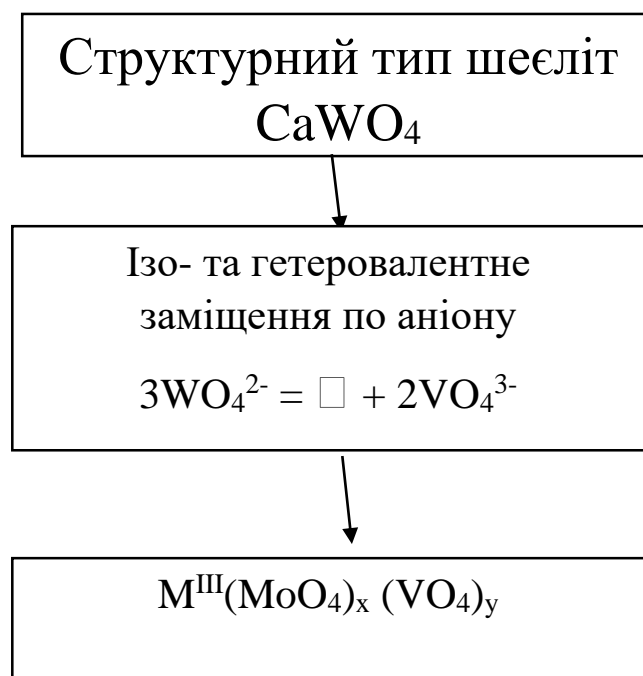 Структурний тип шеєліт
CaWO₄
Ізо- та гетеровалентне
заміщення по аніону
3WO₄²⁻ = □ + 2VO₄³⁻
Mᴵᴵᴵ(MoO₄)ₓ (VO₄)ᵧ